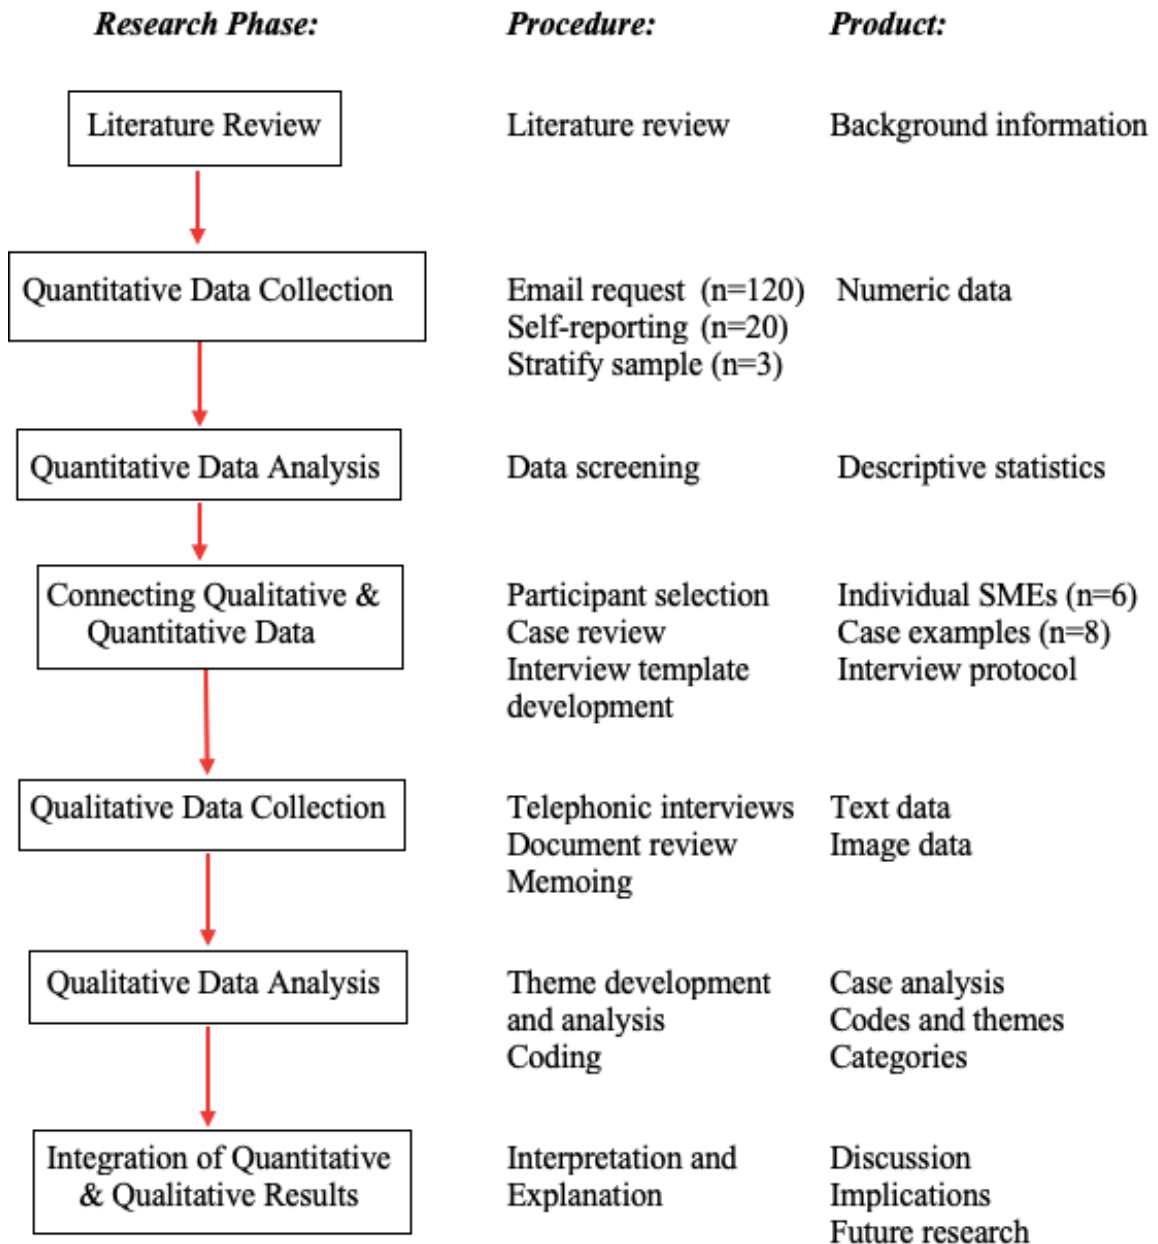 Research Phase: Procedure: Product:
Literature Review Literature review Background information
Quantitative Data Collection Email request (n=120) Numeric data
Self-reporting (n=20)
Stratify sample (n=3)
Quantitative Data Analysis Data screening Descriptive statistics
Connecting Qualitative & Participant selection Individual SMEs (n=6)
Quantitative Data Case review Case examples (n=8)
Interview template Interview protocol
development
Qualitative Data Collection Telephonic interviews Text data
Document review Image data
Memoing
Qualitative Data Analysis Theme development Case analysis
and analysis Codes and themes
Coding Categories
Integration of Quantitative Interpretation and Discussion
& Qualitative Results Explanation Implications
Future research